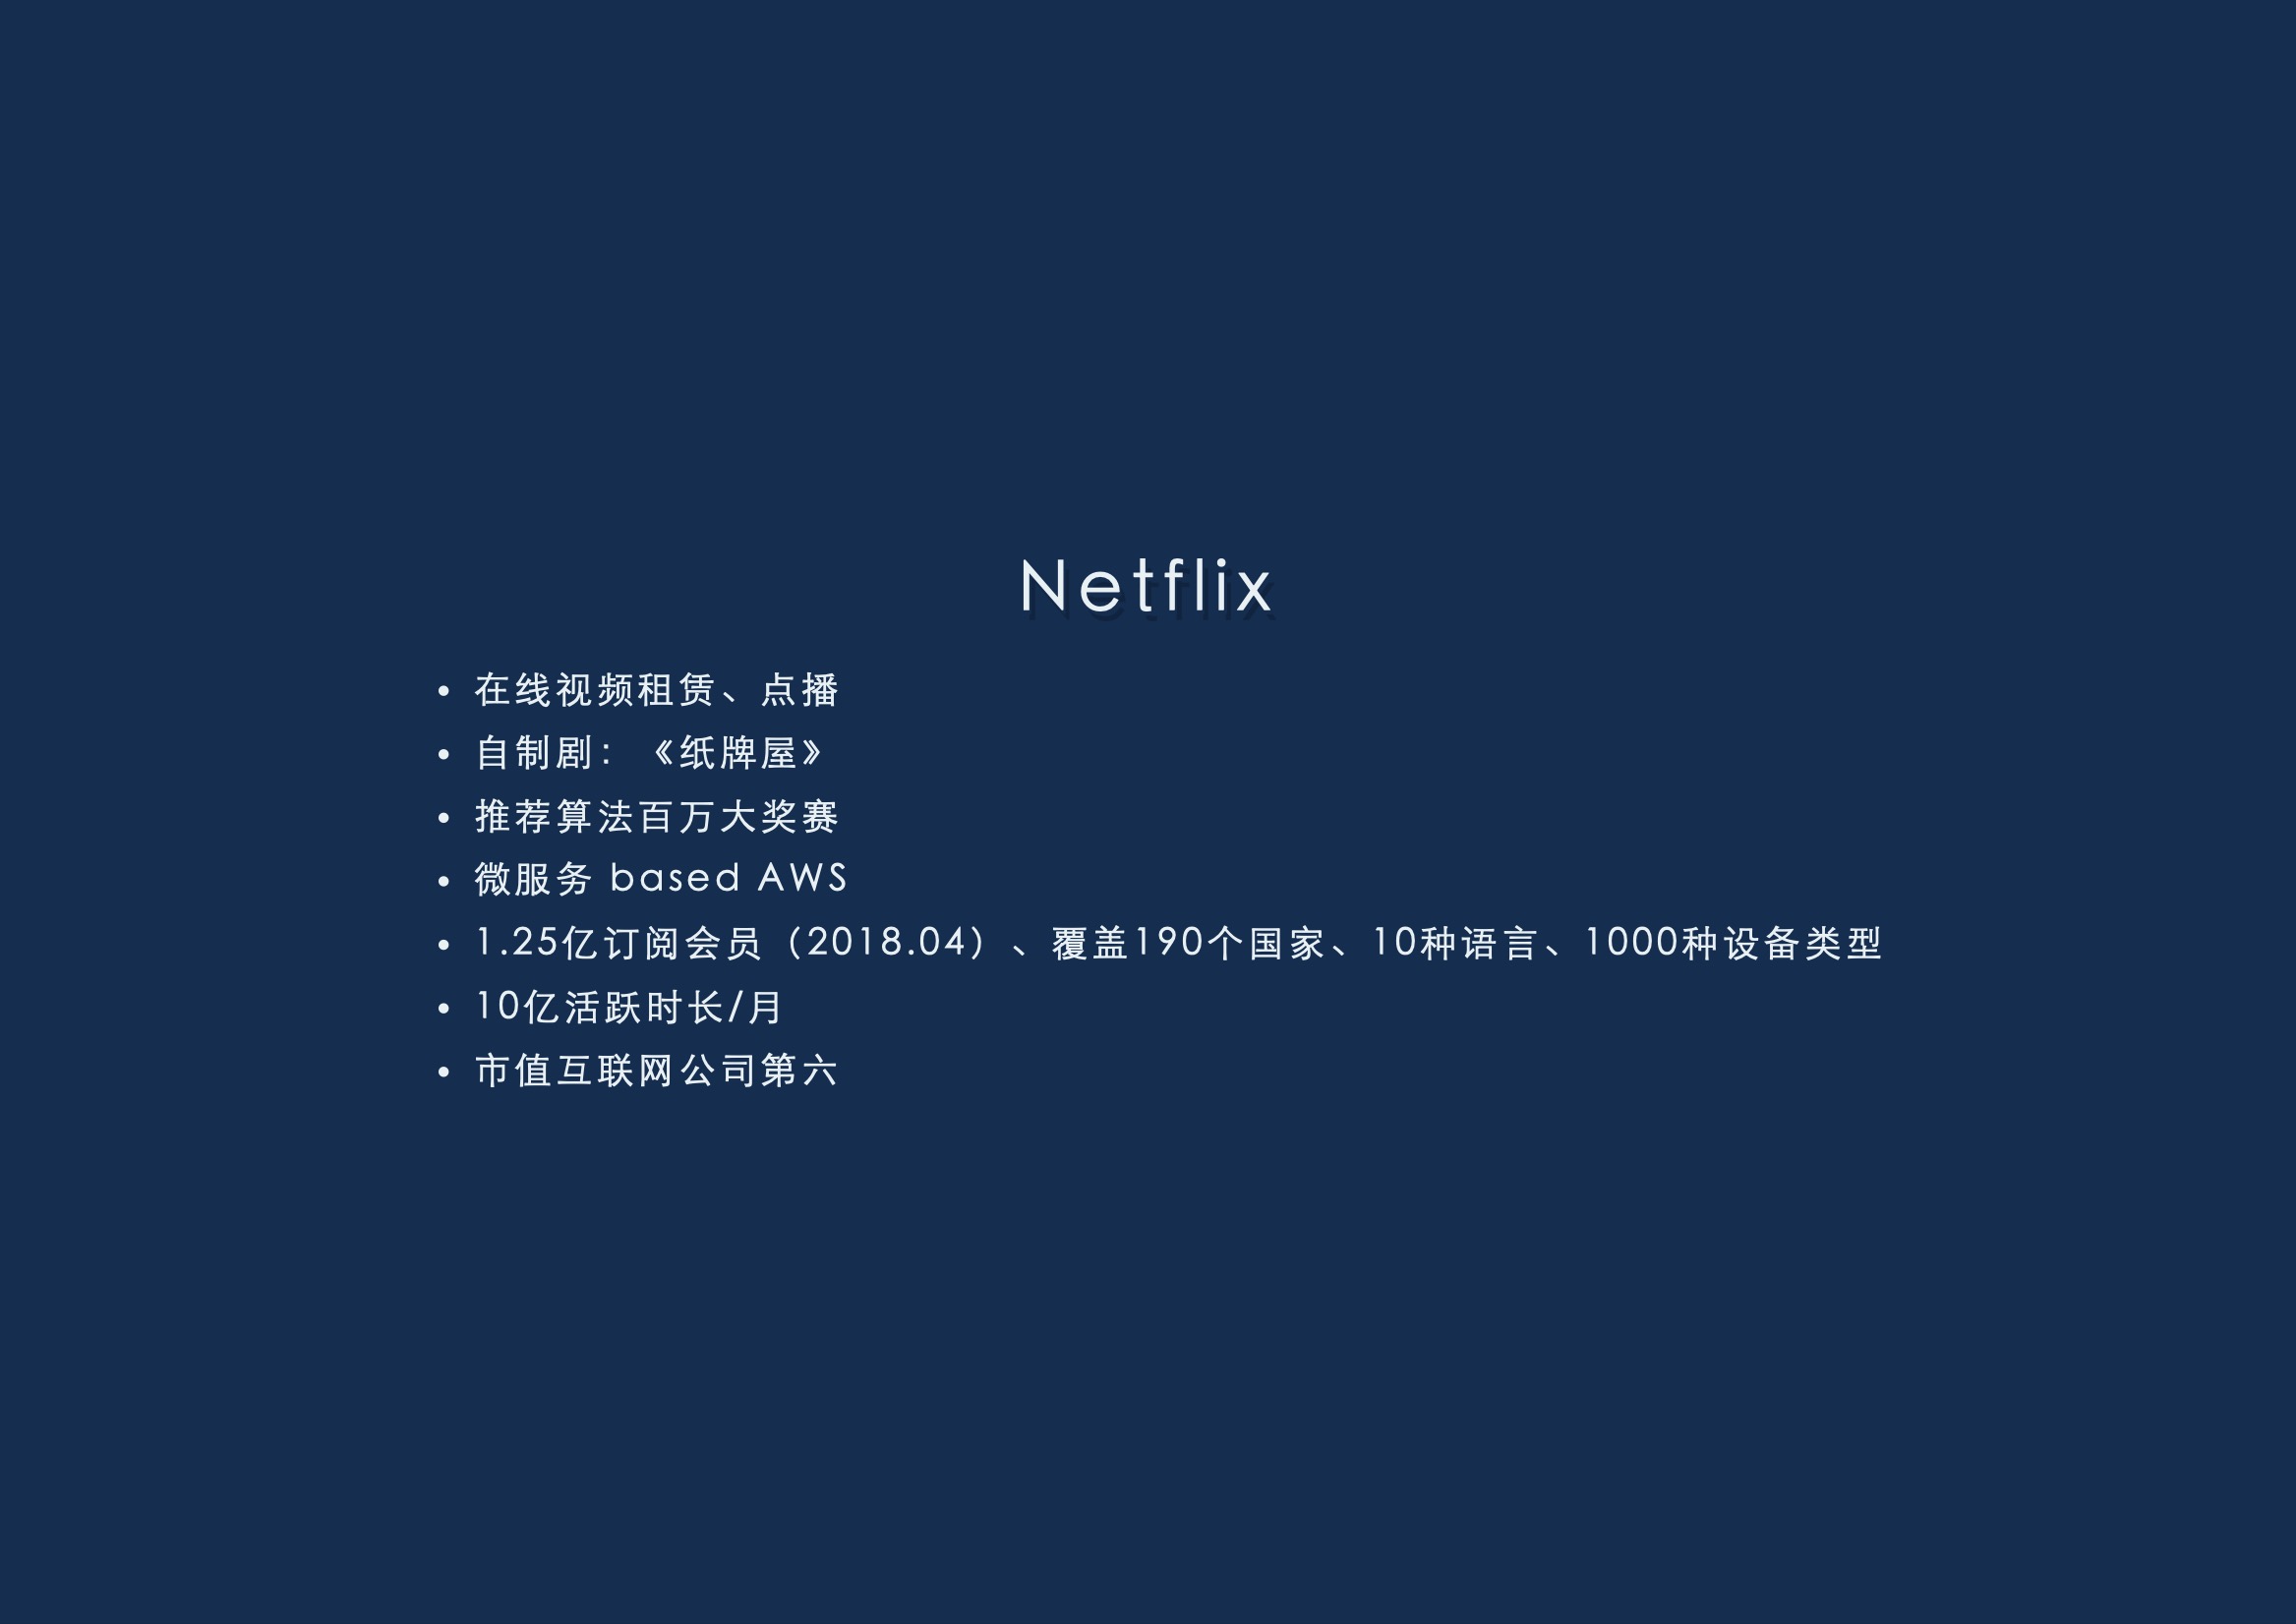 Netflix
• 在线视频租赁、点播
• 自制剧：《纸牌屋》
• 推荐算法百万大奖赛
• 微服务 based AWS
• 1.25亿订阅会员（2018.04）、覆盖190个国家、10种语言、1000种设备类型
• 10亿活跃时长/月
• 市值互联网公司第六